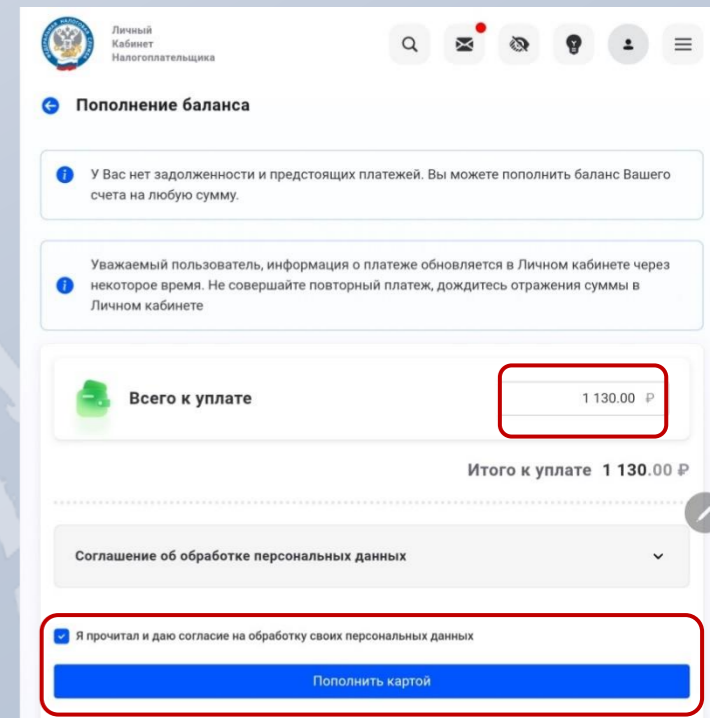 Личный
Кабинет
Налогоплательщика
Пополнение баланса
У Вас нет задолженности и предстоящих платежей. Вы можете пополнить баланс Вашего
счета на любую сумму.
Уважаемый пользователь, информация о платеже обновляется в Личном кабинете через
некоторое время. Не совершайте повторный платеж, дождитесь отражения суммы в
Личном кабинете
Всего к уплате
1 130.00 ₽
Итого к уплате 1 130.00 ₽
Соглашение об обработке персональных данных
Я прочитал и даю согласие на обработку своих персональных данных
Пополнить картой